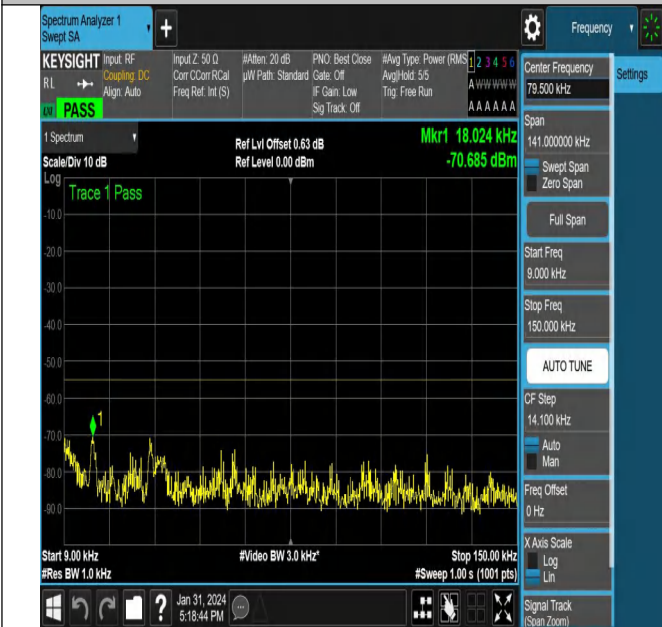 Spectrum Analyzer 1
Swept SA
+
Frequency
KEYSIGHT
RL
Input: RF
Coupling: DC
Align: Auto
Input Z: 50 Ω
Corr CCorr RCal
Freq Ref: Int (S)
#Atten: 20 dB
µW Path: Standard
PNO: Best Close
Gate: Off
IF Gain: Low
Sig Track: Off
#Avg Type: Power (RMS
Avg|Hold: 5/5
Trig: Free Run
1 2 3 4 5 6
A W W W W W
A A A A A A
PASS
1 Spectrum
Scale/Div 10 dB
Ref Lvl Offset 0.63 dB
Ref Level 0.00 dBm
Mkr1 18.024 kHz
-70.685 dBm
Log
Trace 1 Pass
-10.0
-20.0
-30.0
-40.0
-50.0
-60.0
-70.0
-80.0
-90.0
1
Start 9.00 kHz
#Res BW 1.0 kHz
#Video BW 3.0 kHz*
Stop 150.00 kHz
#Sweep 1.00 s (1001 pts)
?
Jan 31, 2024
5:18:44 PM
Center Frequency
79.500 kHz
Settings
Span
141.000000 kHz
Swept Span
Zero Span
Full Span
Start Freq
9.000 kHz
Stop Freq
150.000 kHz
AUTO TUNE
CF Step
14.100 kHz
Auto
Man
Freq Offset
0 Hz
X Axis Scale
Log
Lin
Signal Track
(Span Zoom)